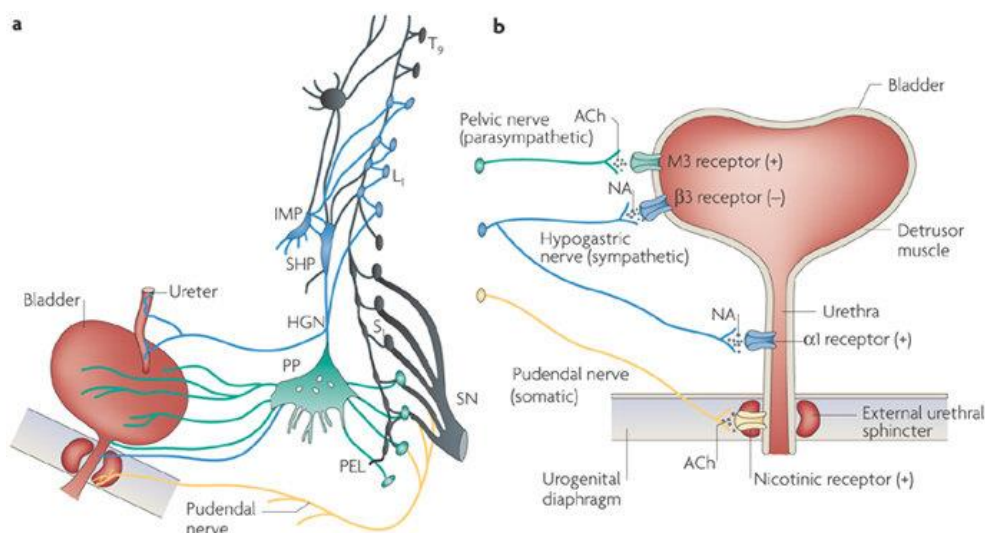 a
T9
L1
IMP
SHP
Ureter
Bladder
HGN
S1
PP
SN
PEL
Pudendal
nerve
b
Bladder
Pelvic nerve
(parasympathetic)
ACh
M3 receptor (+)
NA
β3 receptor (–)
Hypogastric
nerve (sympathetic)
Detrusor
muscle
NA
Urethra
α1 receptor (+)
Pudendal nerve
(somatic)
External urethral
sphincter
ACh
Urogenital
diaphragm
Nicotinic receptor (+)